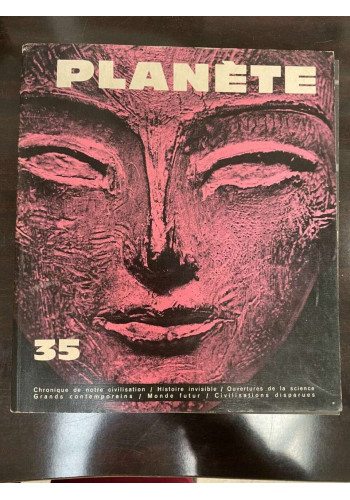 PLANÈTE
35
Chronique de notre civilisation / Histoire invisible / Ouvertures de la science
Grands contemporains / Monde futur / Civilisations disparues